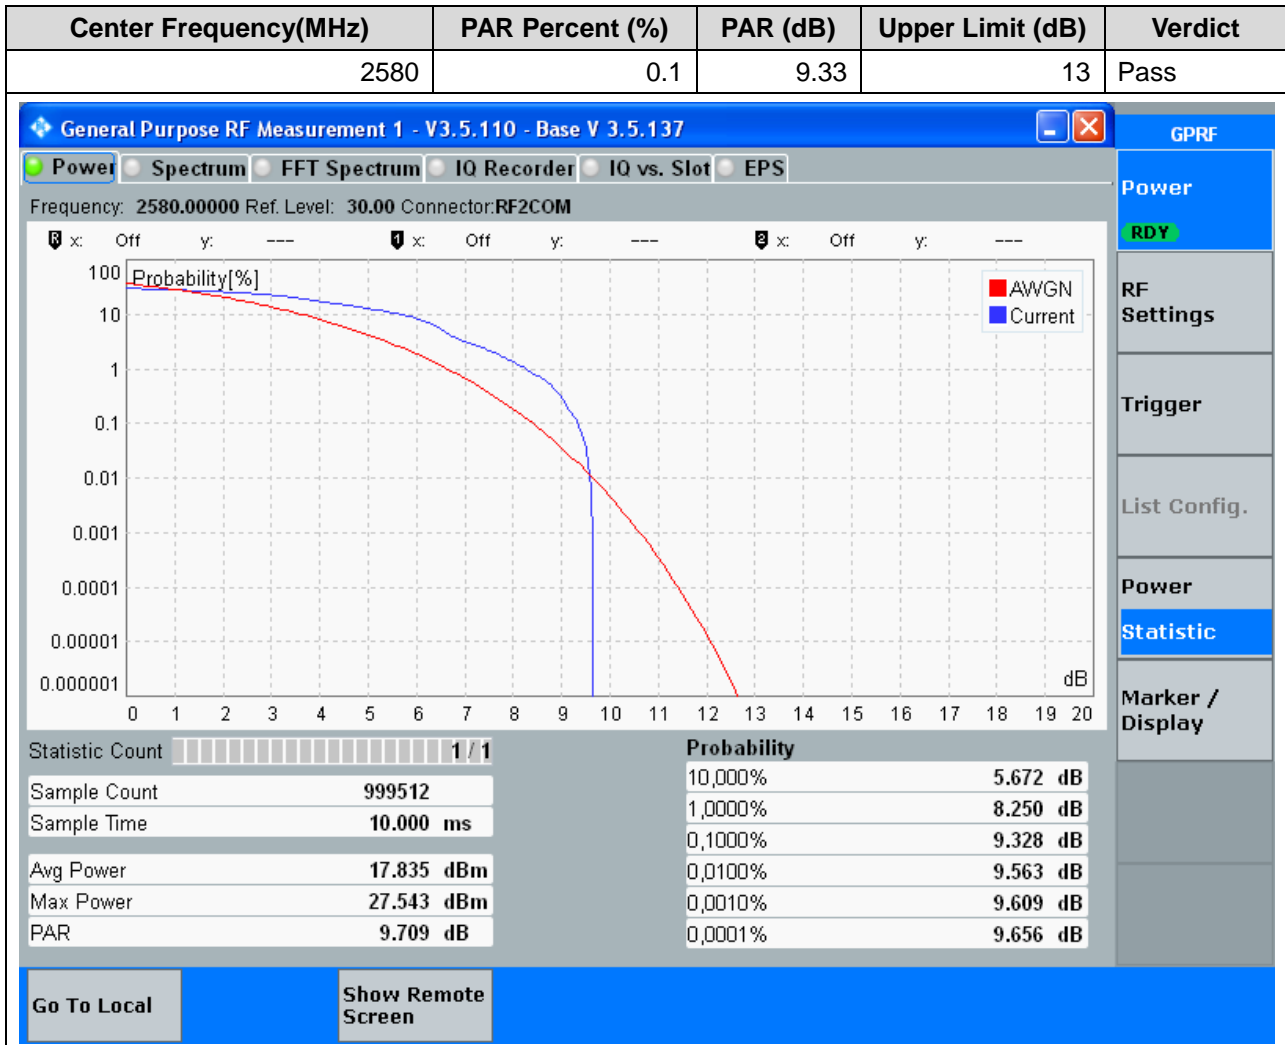 Center Frequency(MHz) PAR Percent (%) PAR (dB) Upper Limit (dB) Verdict
2580 0.1 9.33 13 Pass
General Purpose RF Measurement 1 - V3.5.110 - Base V 3.5.137
GPRF
Power Spectrum FFT Spectrum IQ Recorder IQ vs. Slot EPS
Power
RDY
Frequency: 2580.00000 Ref. Level: 30.00 Connector:RF2COM
R x: Off y: --- 1 x: Off y: --- 2 x: Off y: ---
Probability[%]
AWGN
Current
100
10
1
0.1
0.01
0.001
0.0001
0.00001
0.000001
dB
0 1 2 3 4 5 6 7 8 9 10 11 12 13 14 15 16 17 18 19 20
RF
Settings
Trigger
List Config.
Power
Statistic
Marker /
Display
Statistic Count 1 / 1
Sample Count 999512
Sample Time 10.000 ms
Avg Power 17.835 dBm
Max Power 27.543 dBm
PAR 9.709 dB
Probability
10,000% 5.672 dB
1,0000% 8.250 dB
0,1000% 9.328 dB
0,0100% 9.563 dB
0,0010% 9.609 dB
0,0001% 9.656 dB
Go To Local
Show Remote
Screen